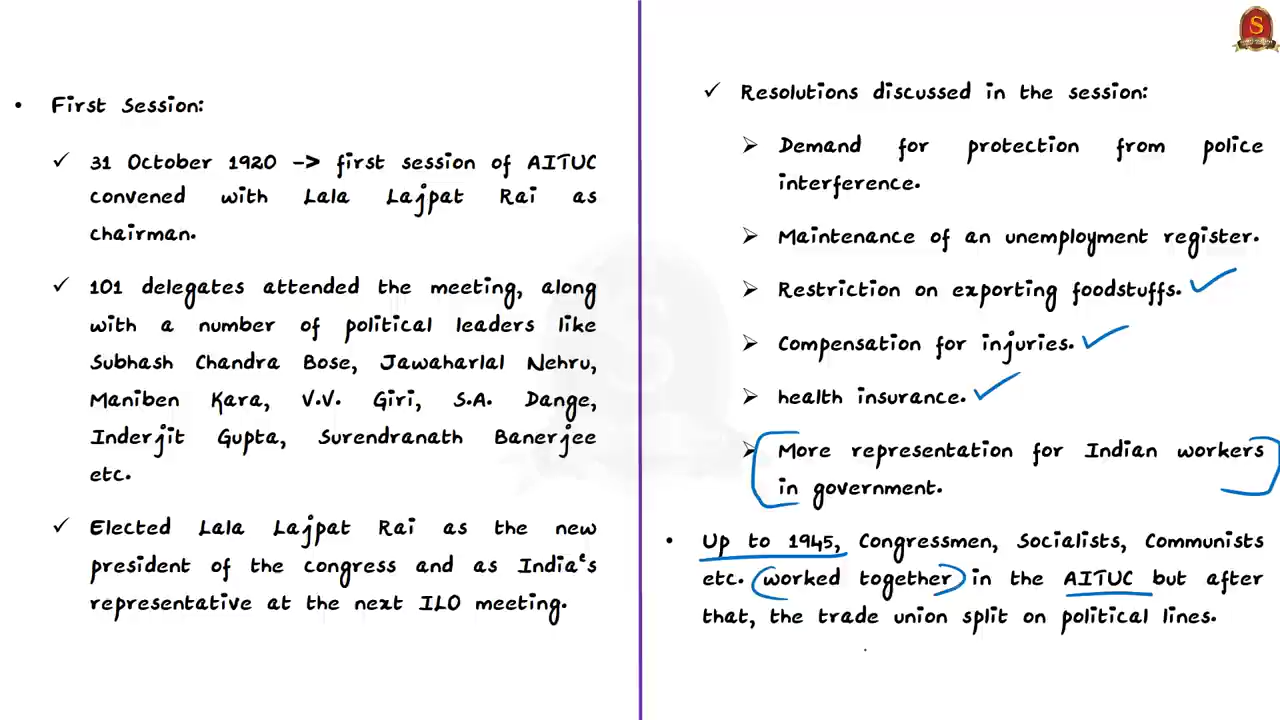 • First Session:
✓ 31 October 1920 -> first session of AITUC
convened with Lala Lajpat Rai as
chairman.
✓ 101 delegates attended the meeting, along
with a number of political leaders like
Subhash Chandra Bose, Jawaharlal Nehru,
Maniben Kara, V.V. Giri, S.A. Dange,
Inderjit Gupta, Surendranath Banerjee
etc.
✓ Elected Lala Lajpat Rai as the new
president of the congress and as India's
representative at the next ILO meeting.
✓ Resolutions discussed in the session:
➢ Demand for protection from police
interference.
➢ Maintenance of an unemployment register.
➢ Restriction on exporting foodstuffs.
➢ Compensation for injuries.
➢ health insurance.
➢ More representation for Indian workers
in government.
• Up to 1945, Congressmen, Socialists, Communists
etc. worked together in the AITUC but after
that, the trade union split on political lines.
S